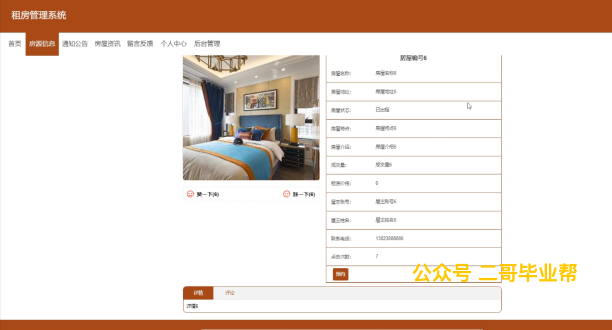 租房管理系统
首页 房源信息 通知公告 房屋资讯 留言反馈 个人中心 后台管理
房屋编号6
房屋名称: 房屋名称6
房屋地址: 房屋地址6
房屋状态: 已出租
房屋特点: 房屋特点6
房屋介绍: 房屋介绍6
成交量: 成交量6
租赁价格: 6
屋主账号: 屋主账号6
屋主姓名: 屋主姓名6
联系电话: 13823888886
点击次数: 7
赞一下(6) 踩一下(6)
预约
公众号 二哥毕业帮
详情 评论
详情6